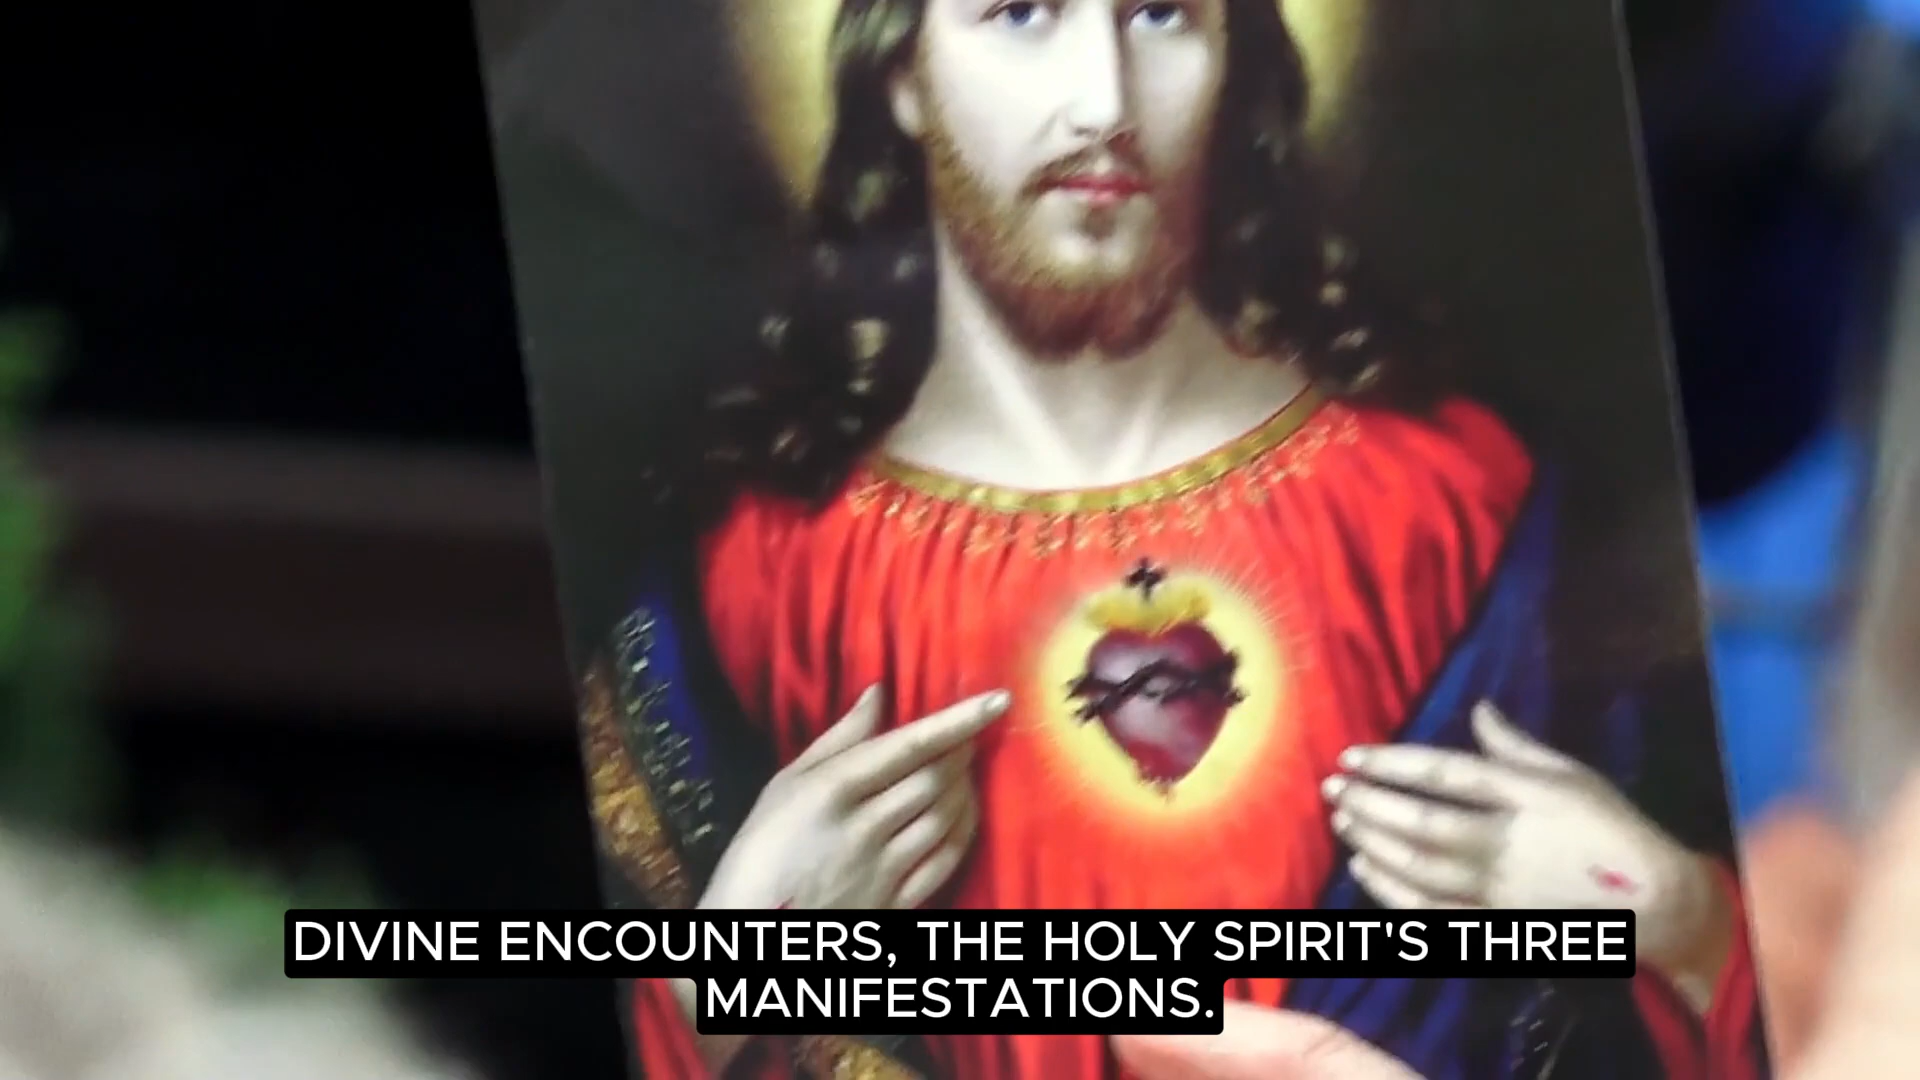 DIVINE ENCOUNTERS, THE HOLY SPIRIT'S THREE
MANIFESTATIONS.